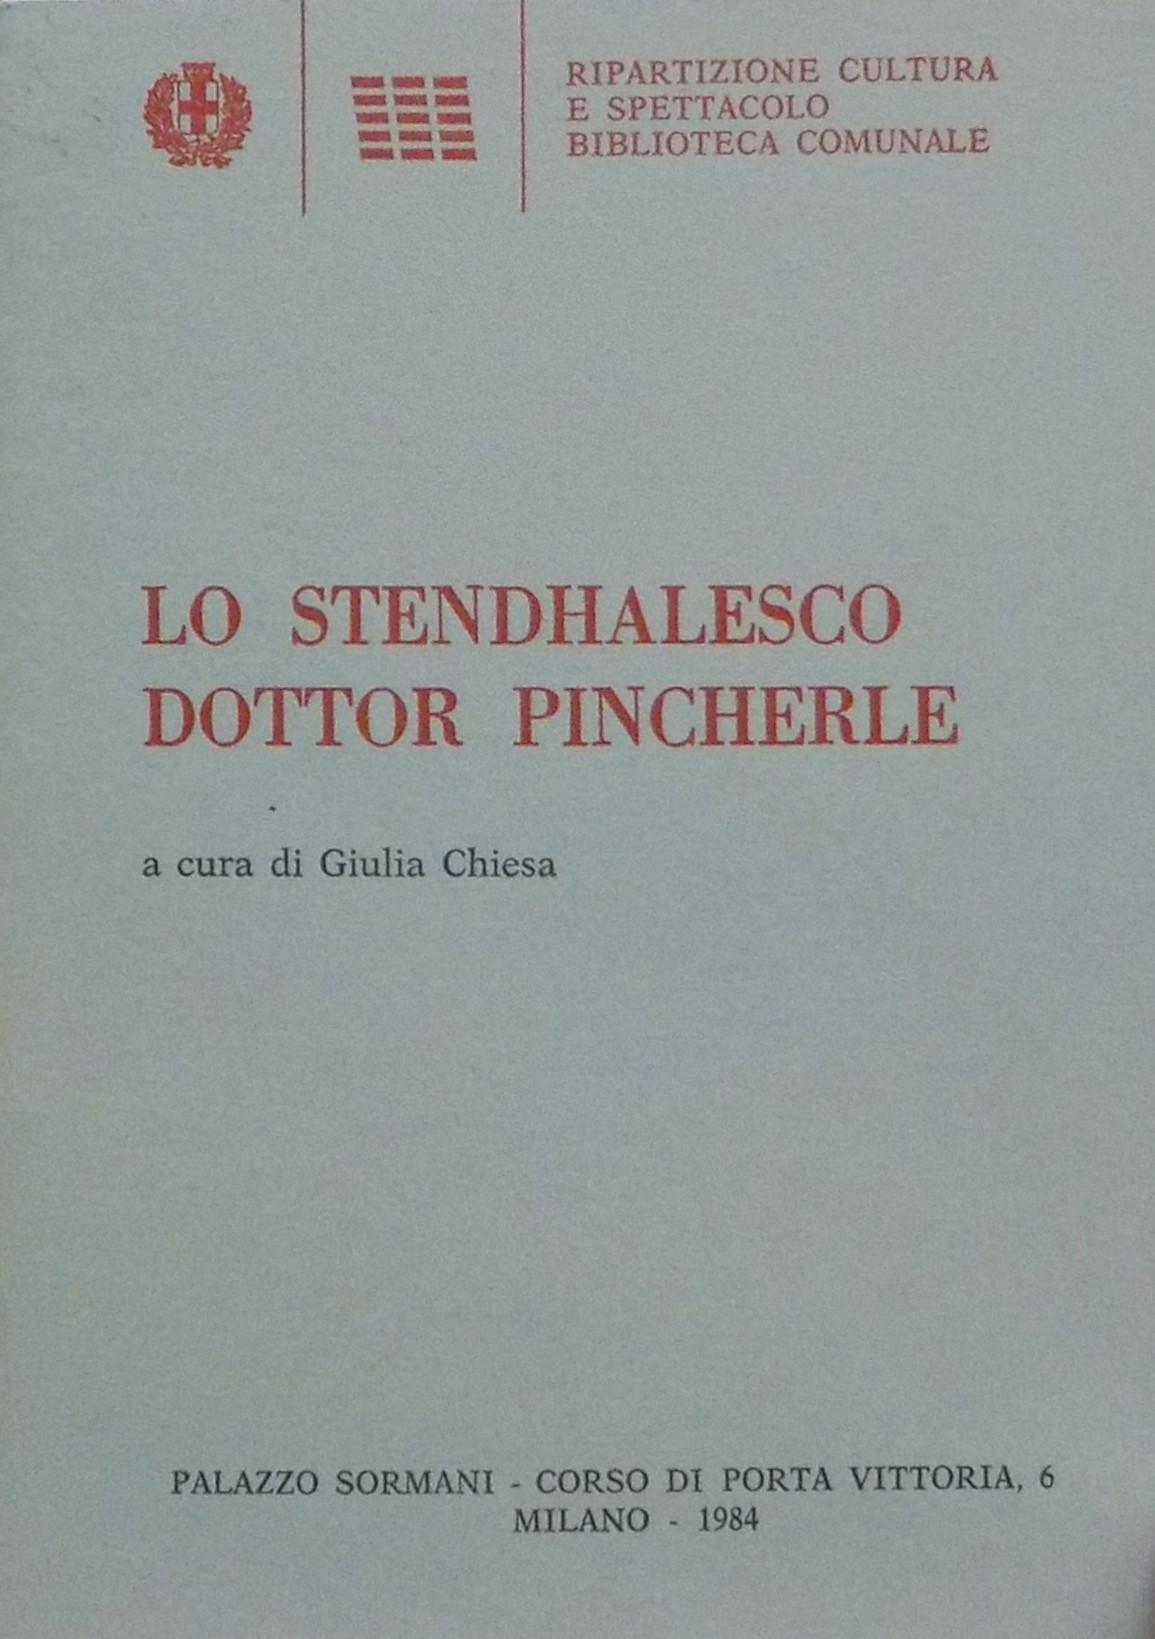 RIPARTIZIONE CULTURA
E SPETTACOLO
BIBLIOTECA COMUNALE
LO STENDHALESCO
DOTTOR PINCHERLE
a cura di Giulia Chiesa
PALAZZO SORMANI - CORSO DI PORTA VITTORIA, 6
MILANO - 1984